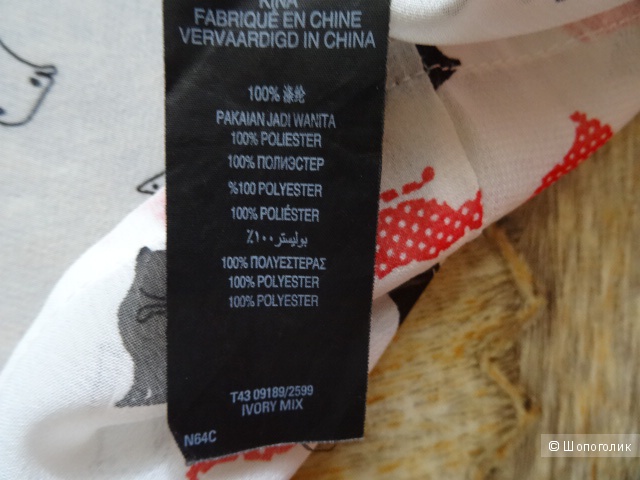 KINA
FABRIQUÉ EN CHINE
VERVAARDIGD IN CHINA
100% 涤纶
PAKAIAN JADI WANITA
100% POLIESTER
100% ПОЛИЭСТЕР
%100 POLYESTER
100% POLIÉSTER
بوليستر ١٠٠٪
100% ΠΟΛΥΕΣΤΕΡΑΣ
100% POLYESTER
100% POLYESTER
T43 09189/2599
IVORY MIX
N64C
© Шопоголик